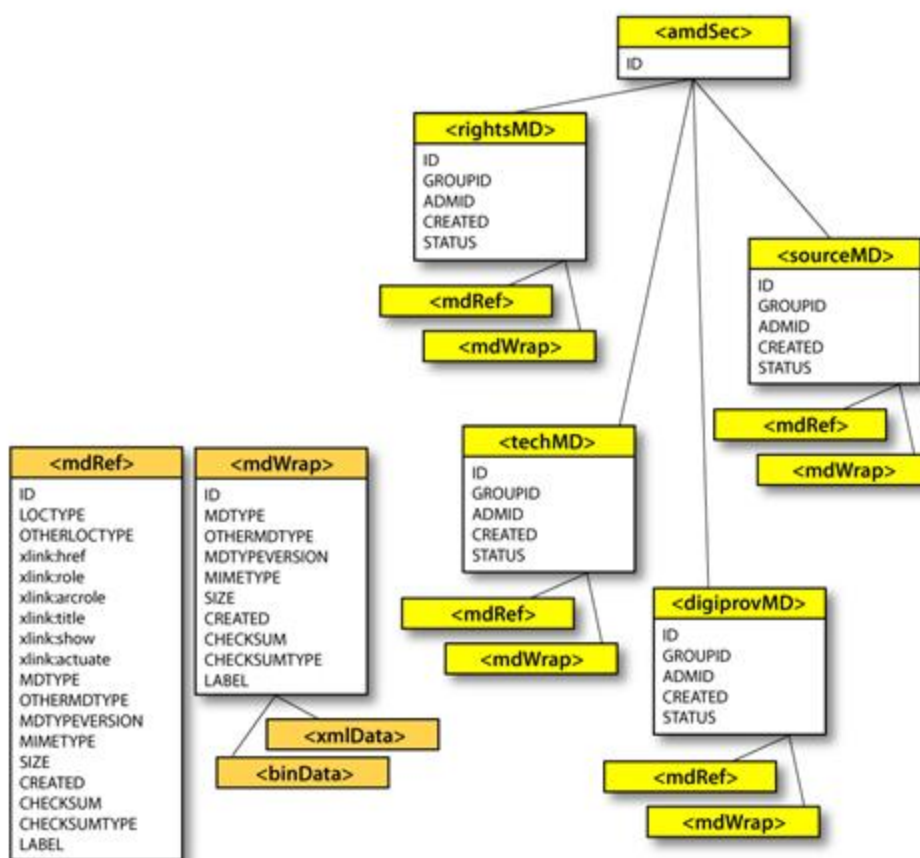 <amdSec>
ID
<rightsMD>
ID
GROUPID
ADMID
CREATED
STATUS
<mdRef>
<mdWrap>
<sourceMD>
ID
GROUPID
ADMID
CREATED
STATUS
<mdRef>
<mdWrap>
<techMD>
ID
GROUPID
ADMID
CREATED
STATUS
<mdRef>
<mdWrap>
<digiprovMD>
ID
GROUPID
ADMID
CREATED
STATUS
<mdRef>
<mdWrap>
<mdRef>
ID
LOCTYPE
OTHERLOCTYPE
xlink:href
xlink:role
xlink:arcrole
xlink:title
xlink:show
xlink:actuate
MDTYPE
OTHERMDTYPE
MDTYPEVERSION
MIMETYPE
SIZE
CREATED
CHECKSUM
CHECKSUMTYPE
LABEL
<mdWrap>
ID
MDTYPE
OTHERMDTYPE
MDTYPEVERSION
MIMETYPE
SIZE
CREATED
CHECKSUM
CHECKSUMTYPE
LABEL
<xmlData>
<binData>